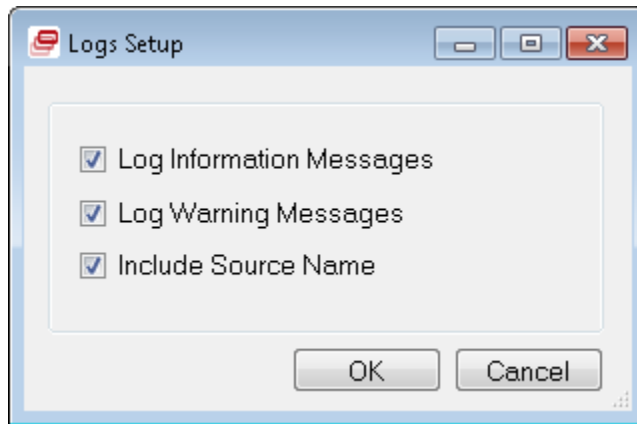 Logs Setup
Log Information Messages
Log Warning Messages
Include Source Name
OK Cancel